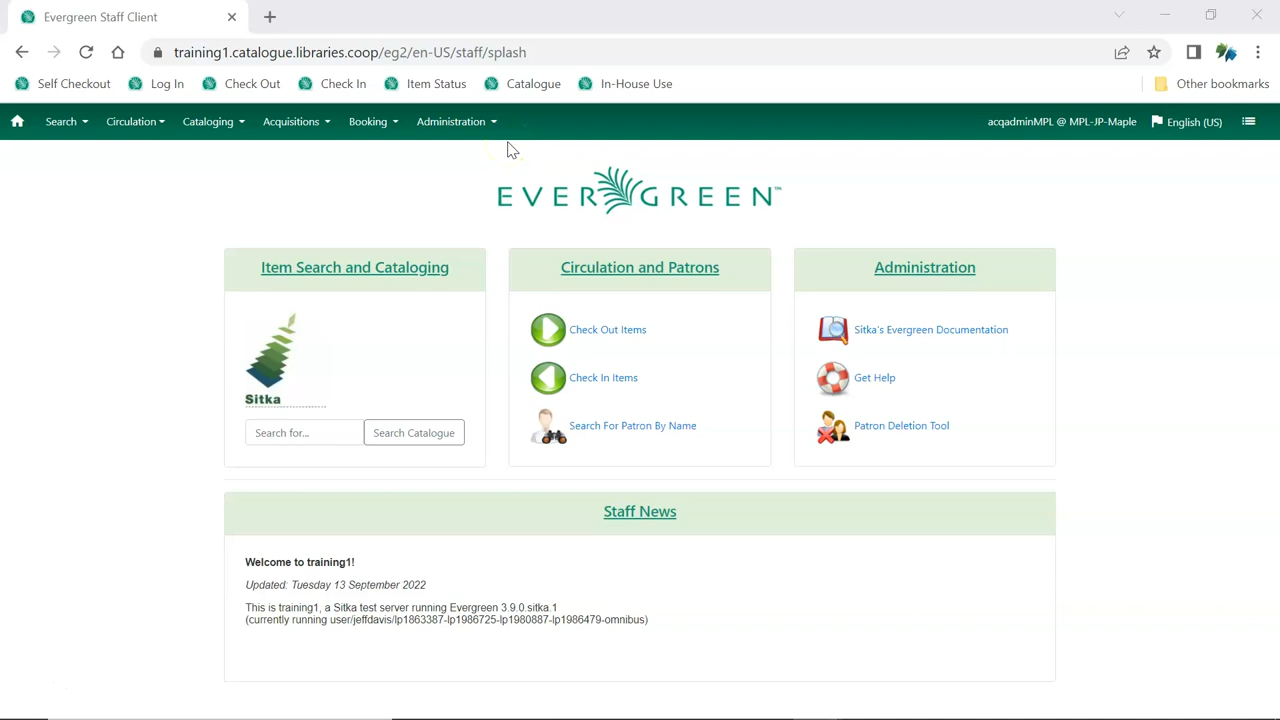 Evergreen Staff Client
training1.catalogue.libraries.coop/eg2/en-US/staff/splash
Self Checkout Log In Check Out Check In Item Status Catalogue In-House Use Other bookmarks
Search Circulation Cataloging Acquisitions Booking Administration acqadminMPL @ MPL-JP-Maple English (US)
EVERGREEN™
Item Search and Cataloging
Sitka
Search for... Search Catalogue
Circulation and Patrons
Check Out Items
Check In Items
Search For Patron By Name
Administration
Sitka's Evergreen Documentation
Get Help
Patron Deletion Tool
Staff News
Welcome to training1!
Updated: Tuesday 13 September 2022
This is training1, a Sitka test server running Evergreen 3.9.0.sitka.1
(currently running user/jeffdavis/lp1863387-lp1986725-lp1980887-lp1986479-omnibus)